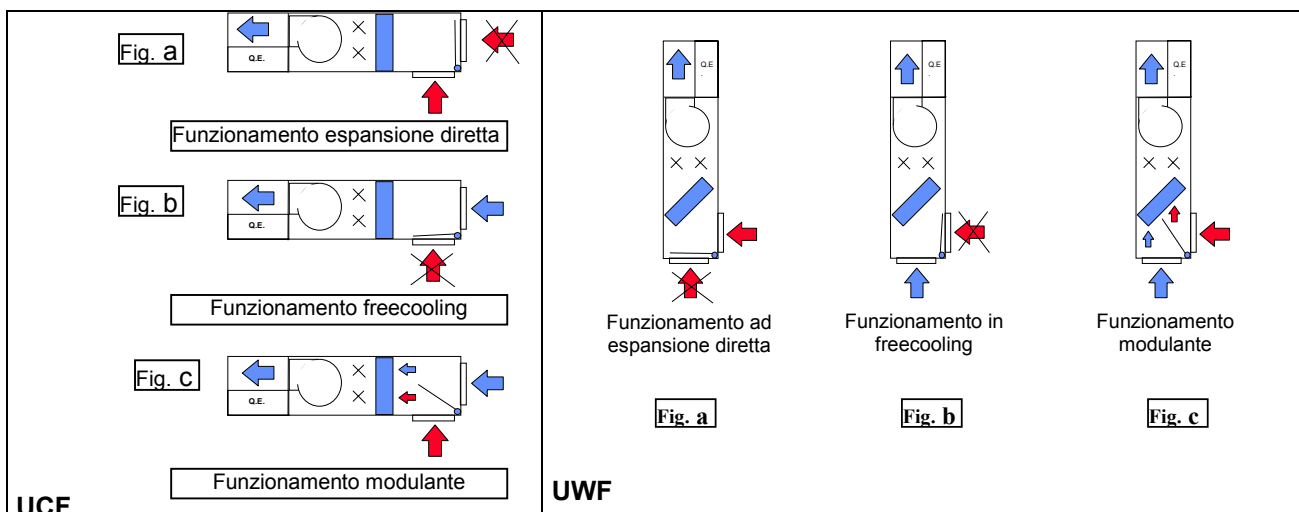 Fig. a
Q.E.
Funzionamento espansione diretta
Fig. b
Q.E.
Funzionamento freecooling
Fig. c
Q.E.
Funzionamento modulante
UCF
Q.E.
Funzionamento ad
espansione diretta
Fig. a
Q.E.
Funzionamento in
freecooling
Fig. b
Q.E.
Funzionamento
modulante
Fig. c
UWF